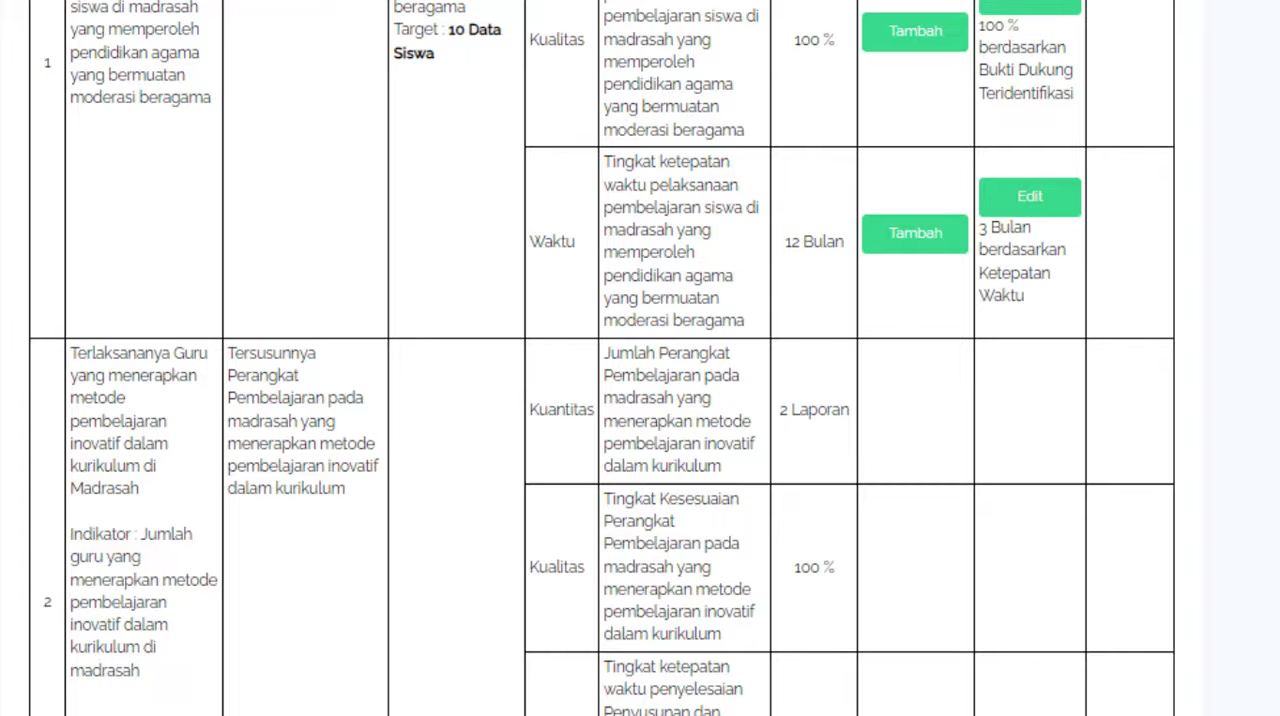 1
siswa di madrasah
yang memperoleh
pendidikan agama
yang bermuatan
moderasi beragama
beragama
Target : 10 Data
Siswa
Kualitas
pembelajaran siswa di
madrasah yang
memperoleh
pendidikan agama
yang bermuatan
moderasi beragama
100 %
Tambah
100 %
berdasarkan
Bukti Dukung
Teridentifikasi
Waktu
Tingkat ketepatan
waktu pelaksanaan
pembelajaran siswa di
madrasah yang
memperoleh
pendidikan agama
yang bermuatan
moderasi beragama
12 Bulan
Tambah
Edit
3 Bulan
berdasarkan
Ketepatan
Waktu
2
Terlaksananya Guru
yang menerapkan
metode
pembelajaran
inovatif dalam
kurikulum di
Madrasah
Indikator : Jumlah
guru yang
menerapkan metode
pembelajaran
inovatif dalam
kurikulum di
madrasah
Tersusunnya
Perangkat
Pembelajaran pada
madrasah yang
menerapkan metode
pembelajaran inovatif
dalam kurikulum
Kuantitas
Jumlah Perangkat
Pembelajaran pada
madrasah yang
menerapkan metode
pembelajaran inovatif
dalam kurikulum
2 Laporan
Kualitas
Tingkat Kesesuaian
Perangkat
Pembelajaran pada
madrasah yang
menerapkan metode
pembelajaran inovatif
dalam kurikulum
100 %
Tingkat ketepatan
waktu penyelesaian
Penyusunan dan